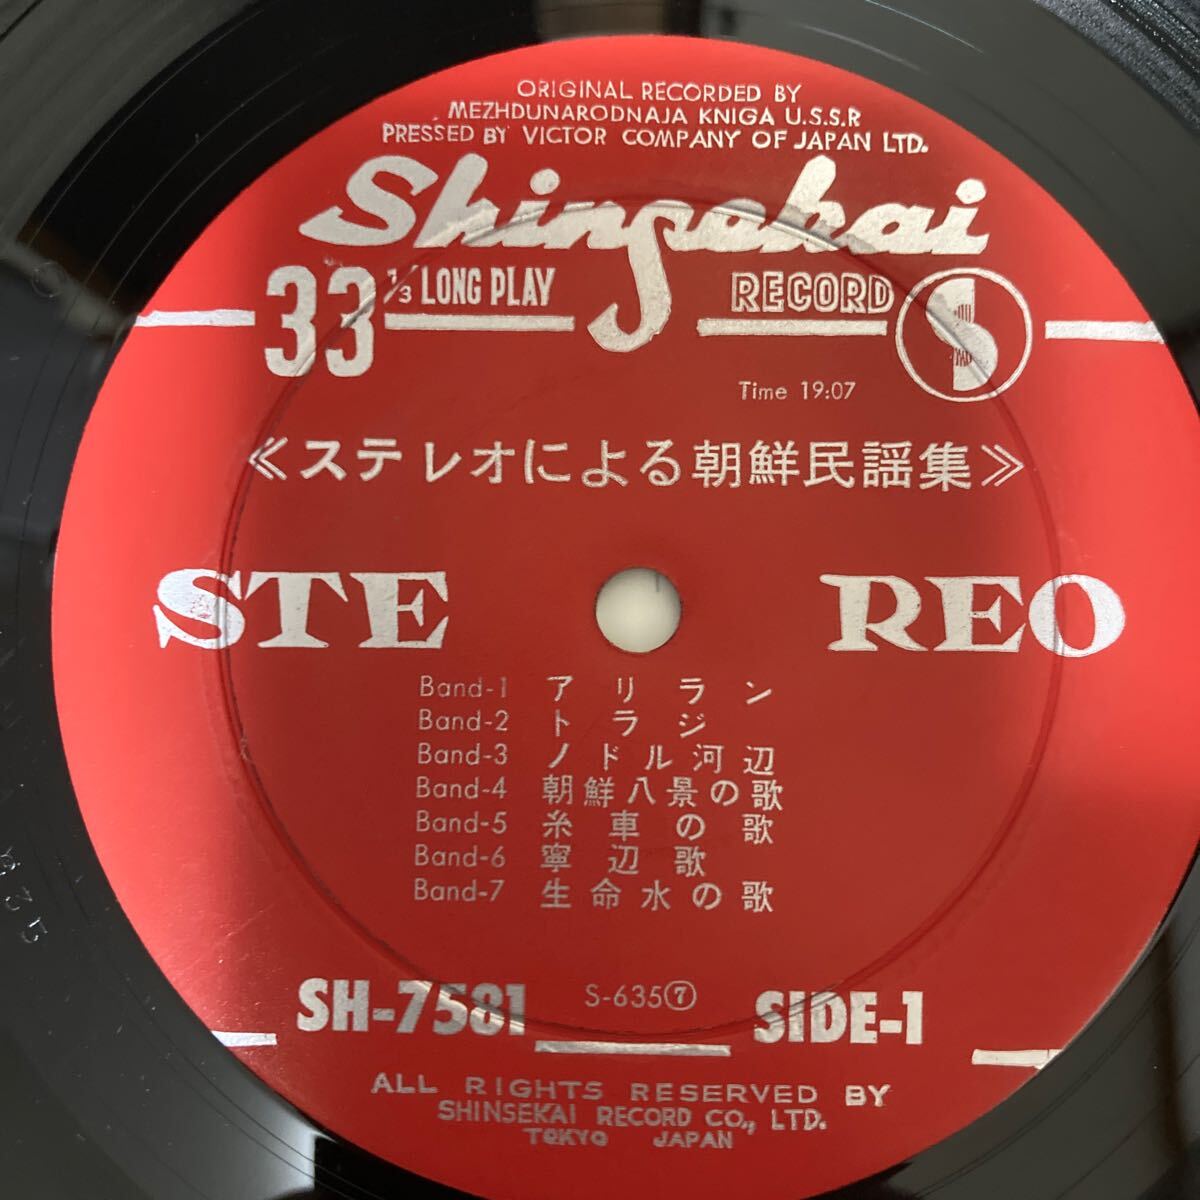 ORIGINAL RECORDED BY
MEZHDUNARODNAJA KNIGA U.S.S.R
PRESSED BY VICTOR COMPANY OF JAPAN LTD.
Shinsekai
33 1/3 LONG PLAY RECORD S
Time 19:07
≪ステレオによる朝鮮民謡集≫
STEREO
Band-1 アリラン
Band-2 トラジ
Band-3 ノドル河辺
Band-4 朝鮮八景の歌
Band-5 糸車の歌
Band-6 寧辺歌
Band-7 生命水の歌
SH-7581 S-635⑦ SIDE-1
ALL RIGHTS RESERVED BY
SHINSEKAI RECORD CO., LTD.
TOKYO JAPAN